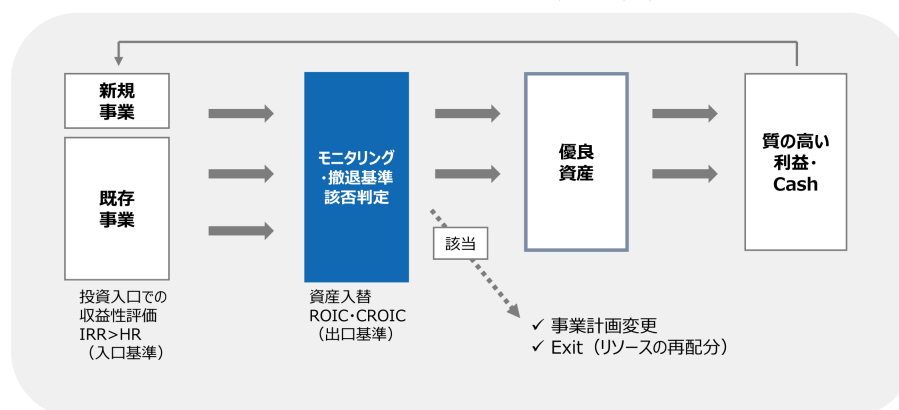 新規
事業
既存
事業
投資入口での
収益性評価
IRR>HR
（入口基準）
モニタリング
・撤退基準
該否判定
資産入替
ROIC・CROIC
（出口基準）
該当
優良
資産
質の高い
利益・
Cash
✓ 事業計画変更
✓ Exit（リソースの再配分）